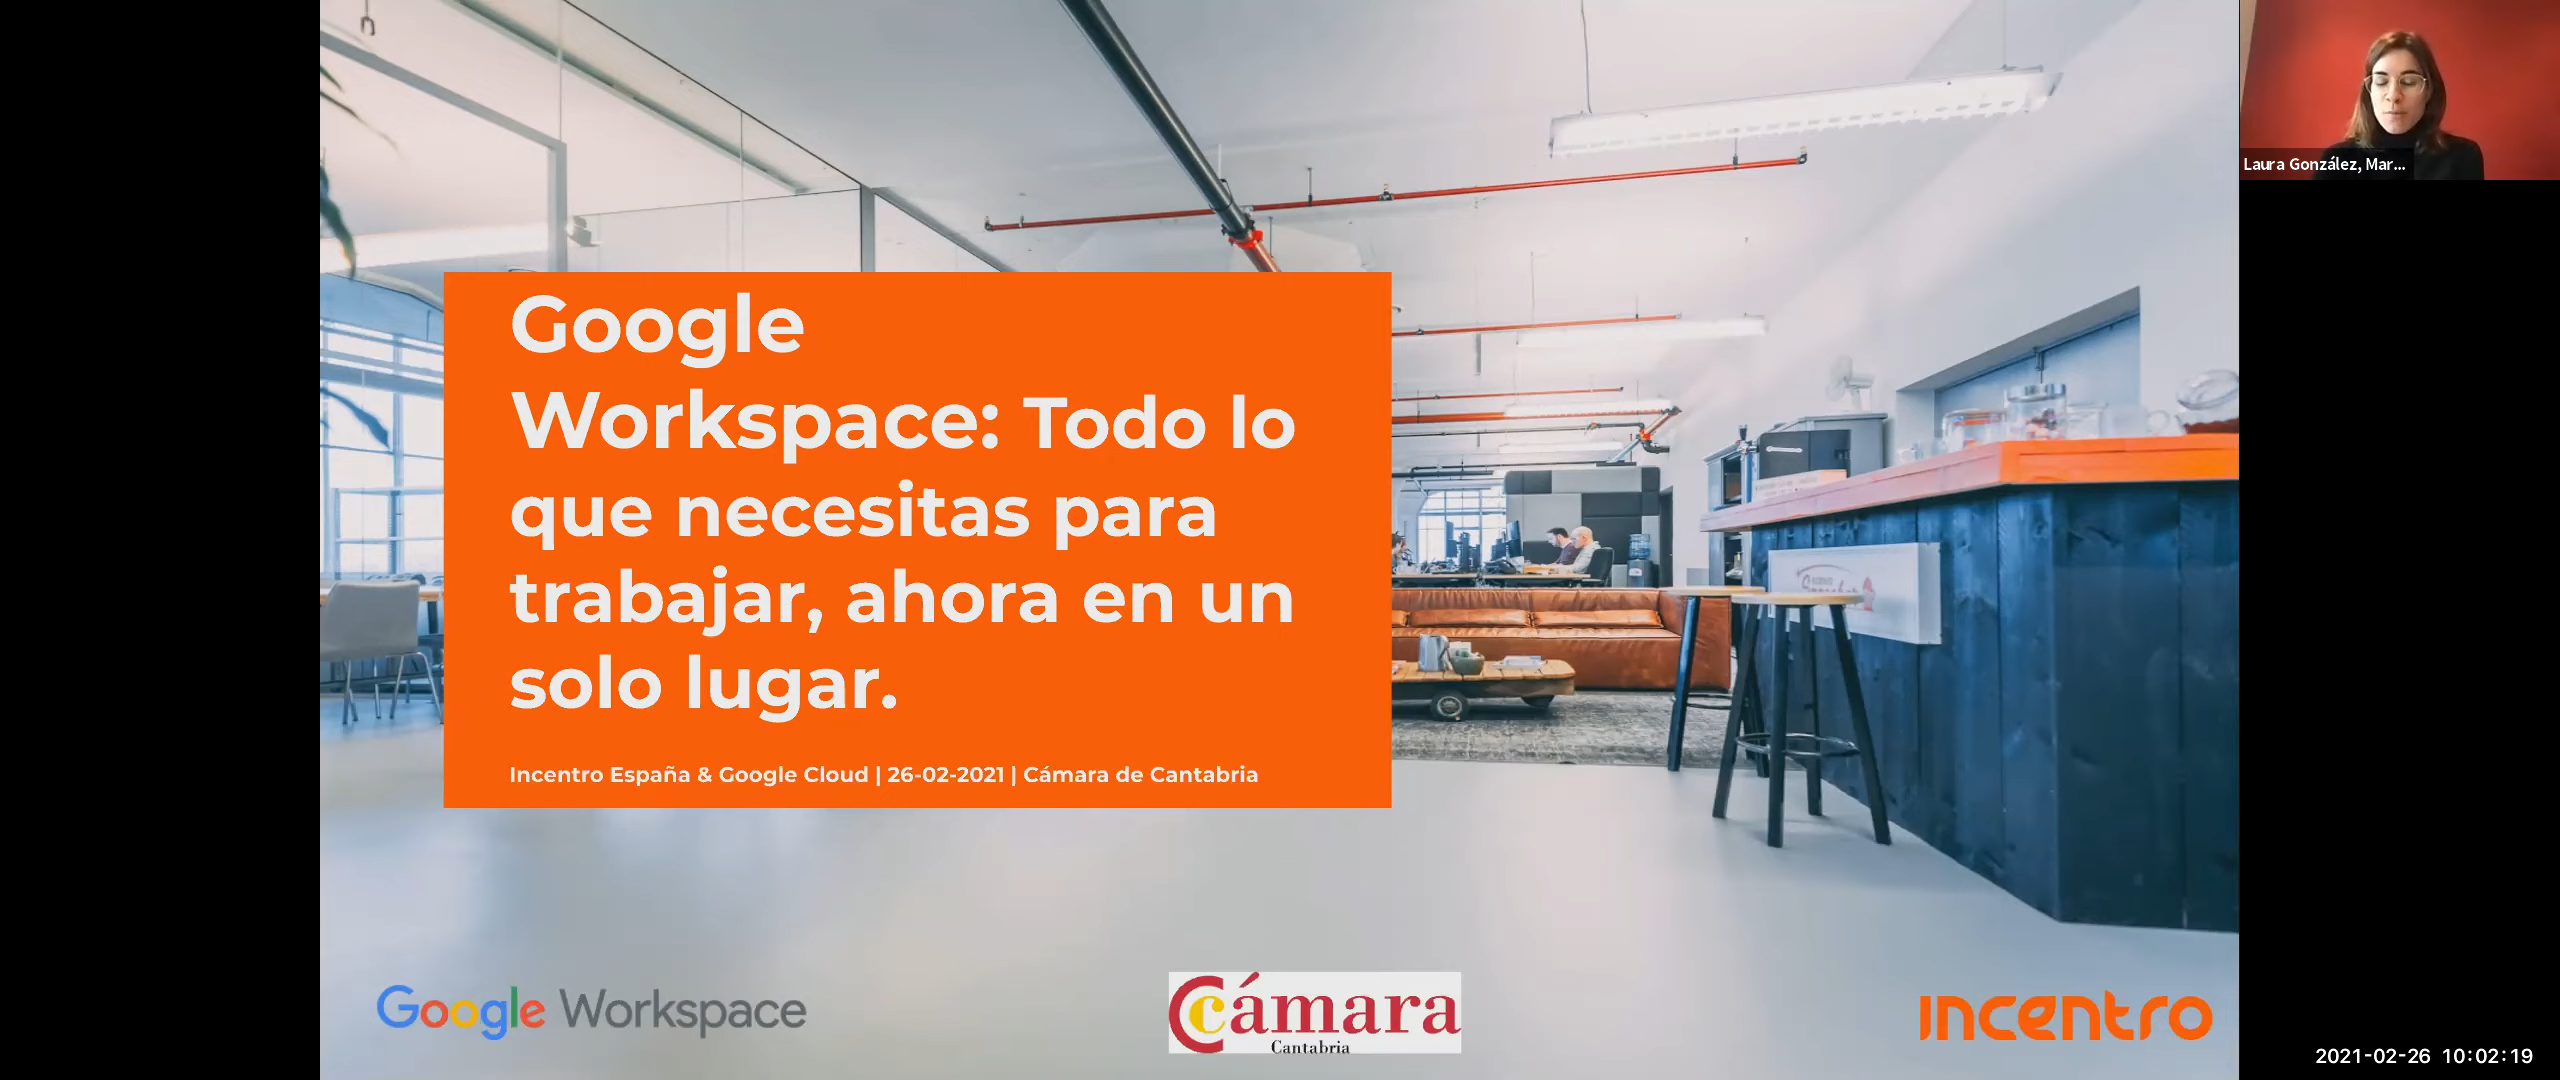 Laura González, Mar...
Google
Workspace: Todo lo
que necesitas para
trabajar, ahora en un
solo lugar.
Incentro España & Google Cloud | 26-02-2021 | Cámara de Cantabria
Google Workspace
Cámara
Cantabria
incentro
2021-02-26 10:02:19